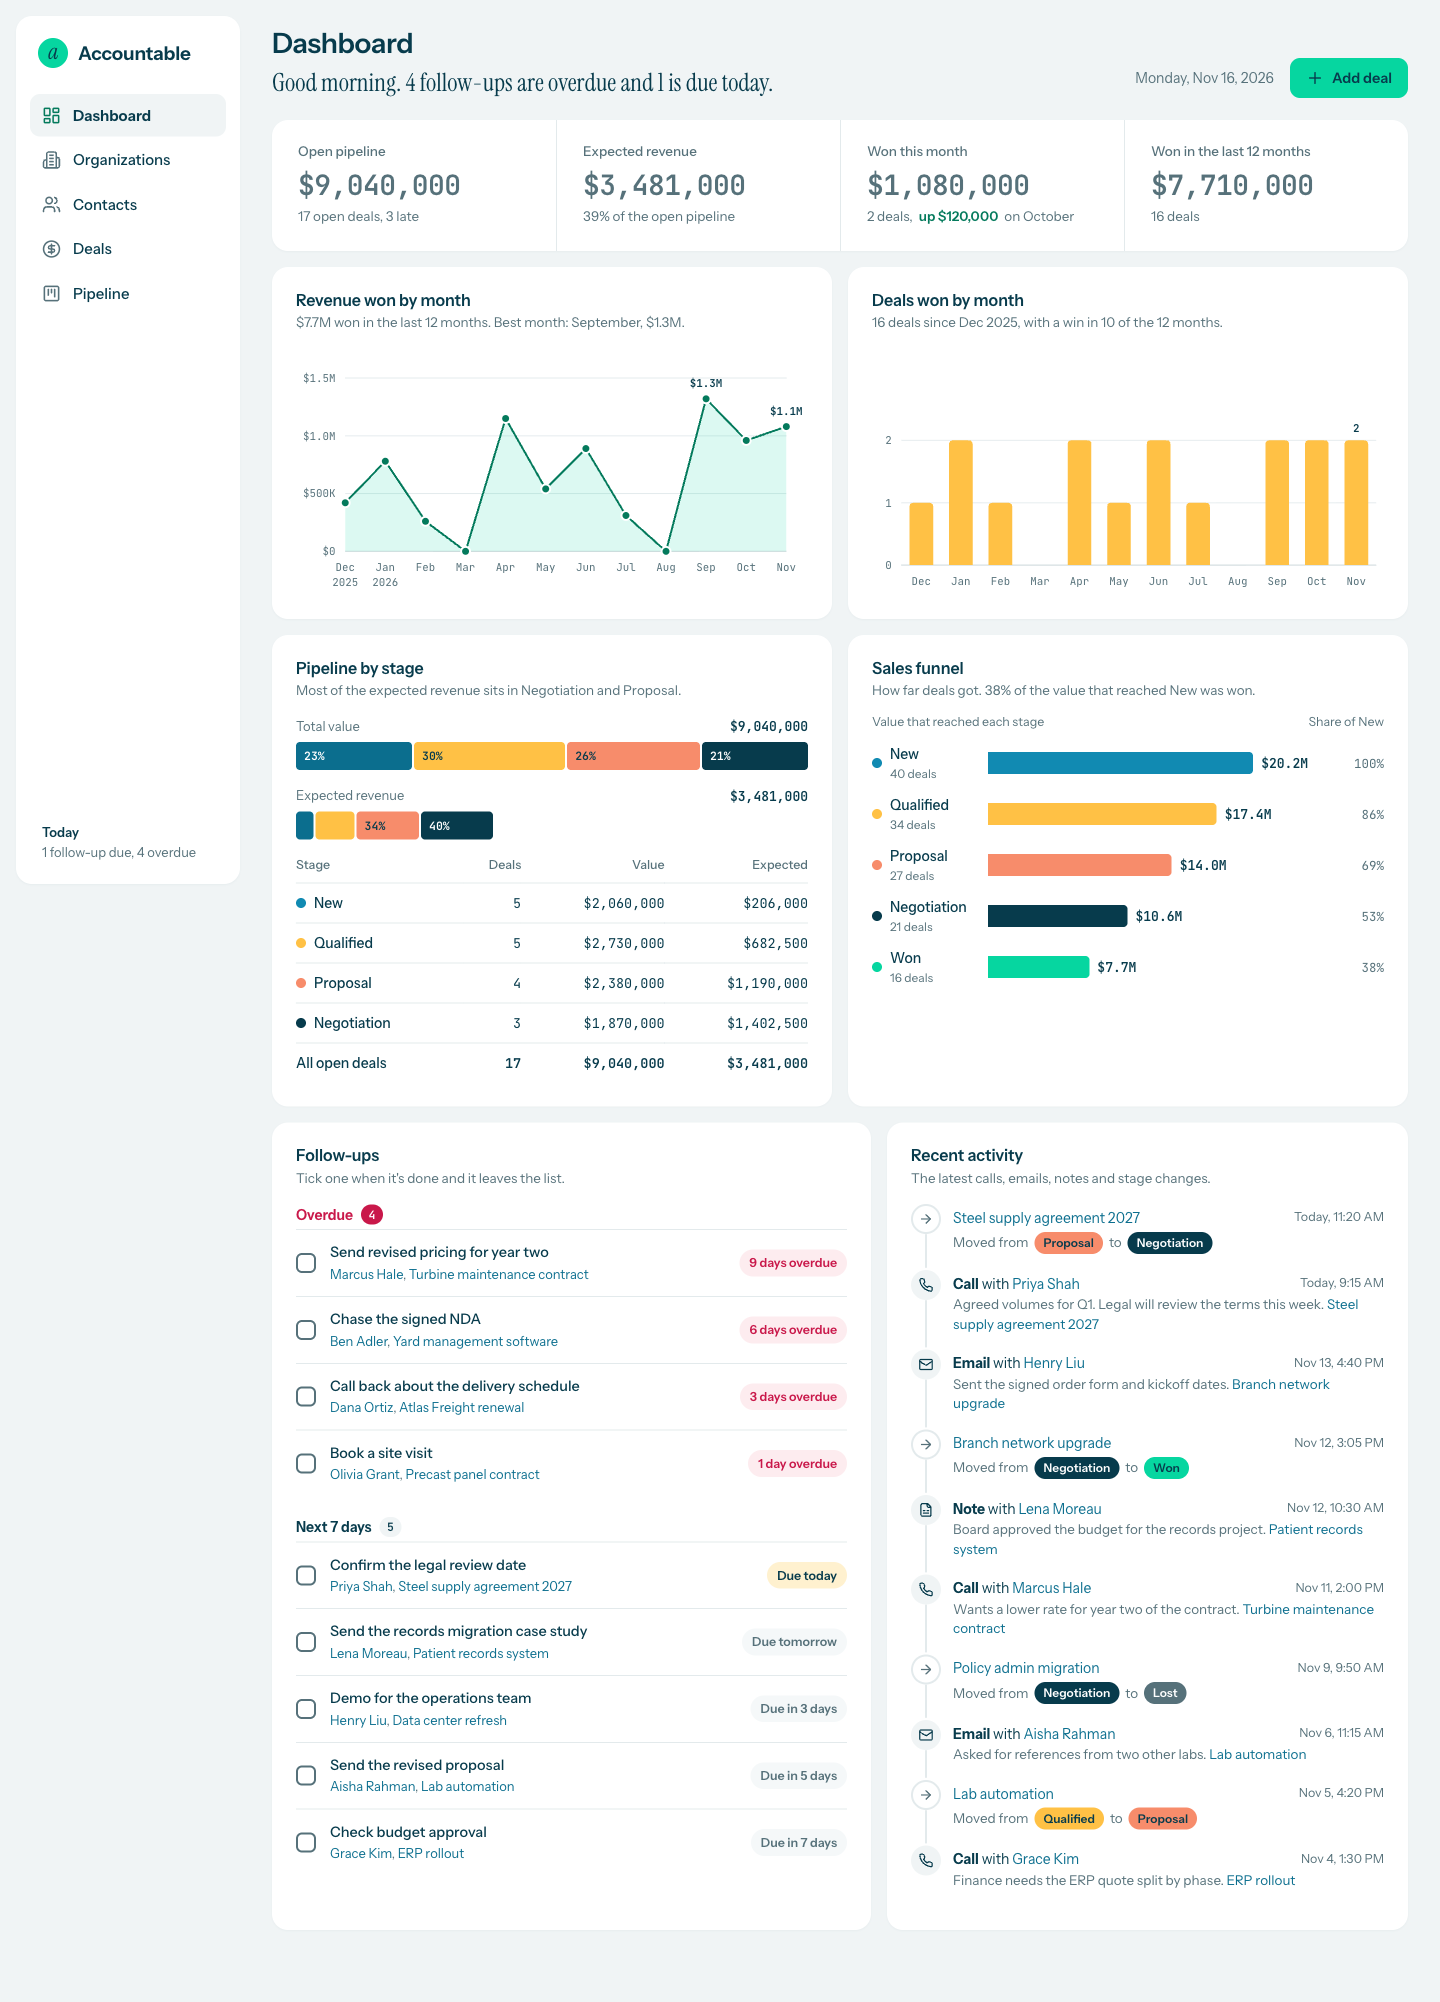 a Accountable
Dashboard
Organizations
Contacts
Deals
Pipeline
Today
1 follow-up due, 4 overdue
Dashboard
Good morning. 4 follow-ups are overdue and 1 is due today.
Monday, Nov 16, 2026
Add deal
Open pipeline
$9,040,000
17 open deals, 3 late
Expected revenue
$3,481,000
39% of the open pipeline
Won this month
$1,080,000
2 deals, up $120,000 on October
Won in the last 12 months
$7,710,000
16 deals
Revenue won by month
$7.7M won in the last 12 months. Best month: September, $1.3M.
$1.5M
$1.0M
$500K
$0
$1.3M
$1.1M
Dec Jan Feb Mar Apr May Jun Jul Aug Sep Oct Nov
2025 2026
Deals won by month
16 deals since Dec 2025, with a win in 10 of the 12 months.
2
2
1
0
Dec Jan Feb Mar Apr May Jun Jul Aug Sep Oct Nov
Pipeline by stage
Most of the expected revenue sits in Negotiation and Proposal.
Total value $9,040,000
23% 30% 26% 21%
Expected revenue $3,481,000
34% 40%
Stage Deals Value Expected
New 5 $2,060,000 $206,000
Qualified 5 $2,730,000 $682,500
Proposal 4 $2,380,000 $1,190,000
Negotiation 3 $1,870,000 $1,402,500
All open deals 17 $9,040,000 $3,481,000
Sales funnel
How far deals got. 38% of the value that reached New was won.
Value that reached each stage Share of New
New
40 deals
$20.2M 100%
Qualified
34 deals
$17.4M 86%
Proposal
27 deals
$14.0M 69%
Negotiation
21 deals
$10.6M 53%
Won
16 deals
$7.7M 38%
Follow-ups
Tick one when it's done and it leaves the list.
Overdue 4
Send revised pricing for year two
Marcus Hale, Turbine maintenance contract
9 days overdue
Chase the signed NDA
Ben Adler, Yard management software
6 days overdue
Call back about the delivery schedule
Dana Ortiz, Atlas Freight renewal
3 days overdue
Book a site visit
Olivia Grant, Precast panel contract
1 day overdue
Next 7 days 5
Confirm the legal review date
Priya Shah, Steel supply agreement 2027
Due today
Send the records migration case study
Lena Moreau, Patient records system
Due tomorrow
Demo for the operations team
Henry Liu, Data center refresh
Due in 3 days
Send the revised proposal
Aisha Rahman, Lab automation
Due in 5 days
Check budget approval
Grace Kim, ERP rollout
Due in 7 days
Recent activity
The latest calls, emails, notes and stage changes.
Steel supply agreement 2027 Today, 11:20 AM
Moved from Proposal to Negotiation
Call with Priya Shah Today, 9:15 AM
Agreed volumes for Q1. Legal will review the terms this week. Steel
supply agreement 2027
Email with Henry Liu Nov 13, 4:40 PM
Sent the signed order form and kickoff dates. Branch network
upgrade
Branch network upgrade Nov 12, 3:05 PM
Moved from Negotiation to Won
Note with Lena Moreau Nov 12, 10:30 AM
Board approved the budget for the records project. Patient records
system
Call with Marcus Hale Nov 11, 2:00 PM
Wants a lower rate for year two of the contract. Turbine maintenance
contract
Policy admin migration Nov 9, 9:50 AM
Moved from Negotiation to Lost
Email with Aisha Rahman Nov 6, 11:15 AM
Asked for references from two other labs. Lab automation
Lab automation Nov 5, 4:20 PM
Moved from Qualified to Proposal
Call with Grace Kim Nov 4, 1:30 PM
Finance needs the ERP quote split by phase. ERP rollout